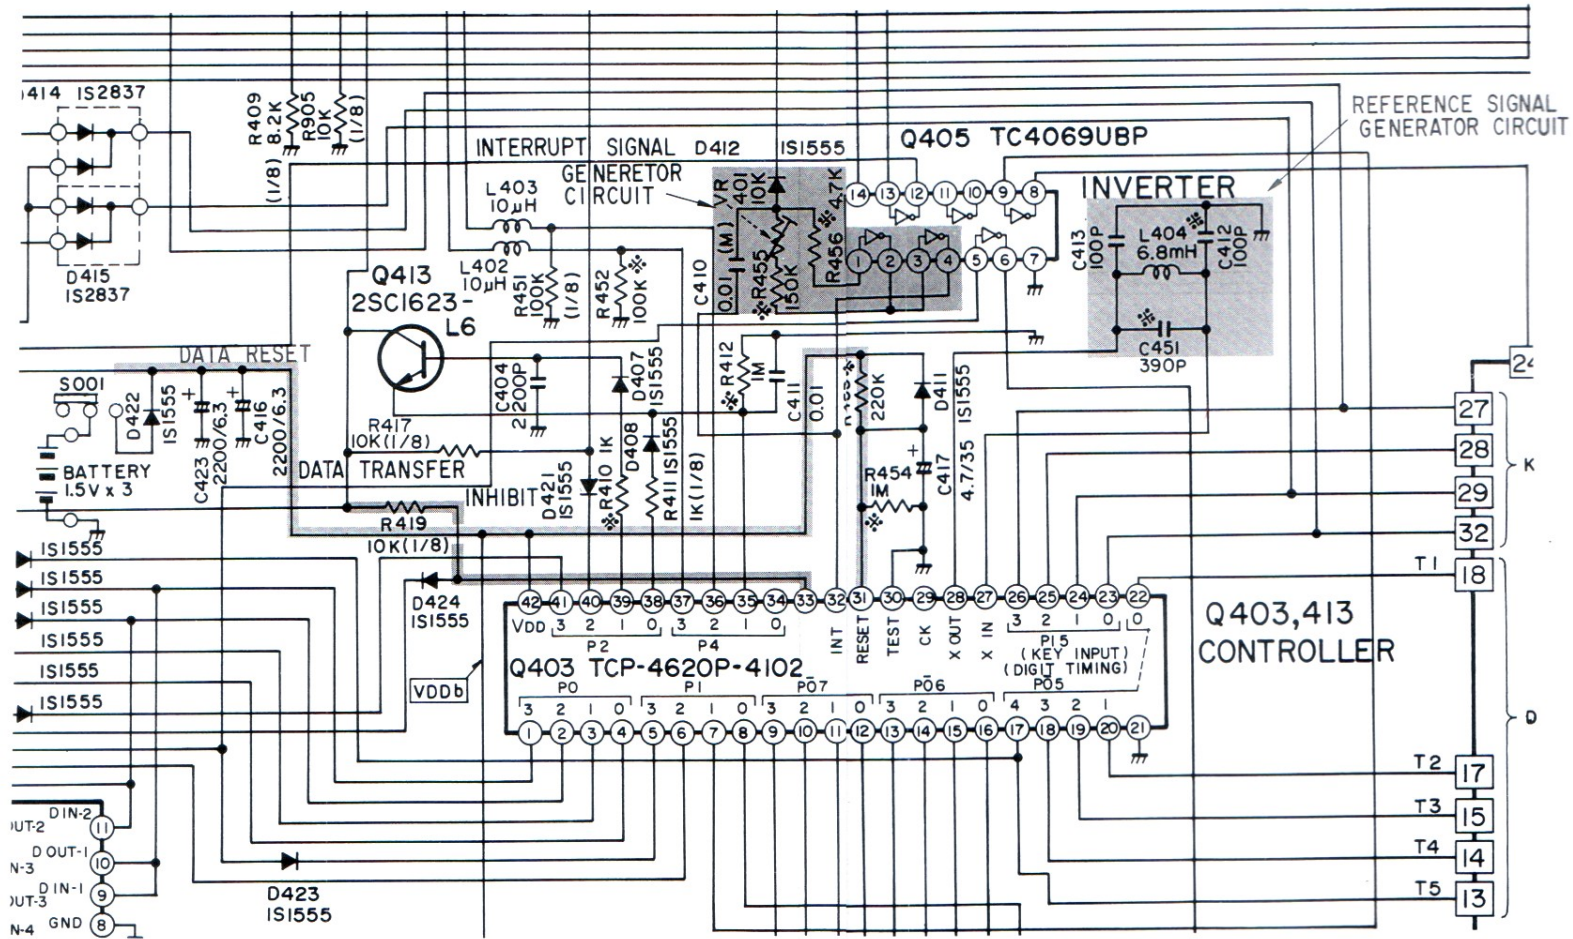 D414 IS2837
D415
IS2837
R409
8.2K
(1/8)
R905
10K
(1/8)
INTERRUPT SIGNAL
GENERETOR
CIRCUIT
D412 IS1555
Q405 TC4069UBP
REFERENCE SIGNAL
GENERATOR CIRCUIT
INVERTER
L403
10μH
L402
10μH
R451
100K
(1/8)
R452
100K
※
C410
0.01 (M)
VR
401
10K
※R455
150K
R456
※ 4.7K
14 13 12 11 10 9 8
1 2 3 4 5 6 7
C413
100P
L404
6.8mH
※
C412
100P
※
C451
390P
Q413
2SC1623-
L6
DATA RESET
S001
D422
IS1555
C423
2200/6.3
+
C416
2200/6.3
+
BATTERY
1.5V x 3
R417
10K(1/8)
DATA TRANSFER
INHIBIT
R419
10K(1/8)
C404
2200P
D407
IS1555
D408
IS1555
D421
IS1555
※R410 1K
R411
1K(1/8)
※R412
1M
C411
0.01
※
220K
D411
IS1555
R454
1M
※
+
C417
4.7/35
24
27
28
29
32
K
T1 18
IS1555
IS1555
IS1555
IS1555
IS1555
IS1555
D424
IS1555
42 41 40 39 38 37 36 35 34 33 32 31 30 29 28 27 26 25 24 23 22
VDD 3 2 1 0 3 2 1 0 INT RESET TEST CK X OUT X IN 3 2 1 0 0
P2 P4 P15
(KEY INPUT)
(DIGIT TIMING)
Q403 TCP-4620P-4102
Q403,413
CONTROLLER
VDDb
P0 P1 PŌ7 PŌ6 PŌ5
3 2 1 0 3 2 1 0 3 2 1 0 3 2 1 0 4 3 2 1
1 2 3 4 5 6 7 8 9 10 11 12 13 14 15 16 17 18 19 20 21
D
T2 17
T3 15
T4 14
T5 13
D IN-2
OUT-2 11
D OUT-1
N-3 10
D IN-1
OUT-3 9
N-4 GND 8
D423
IS1555